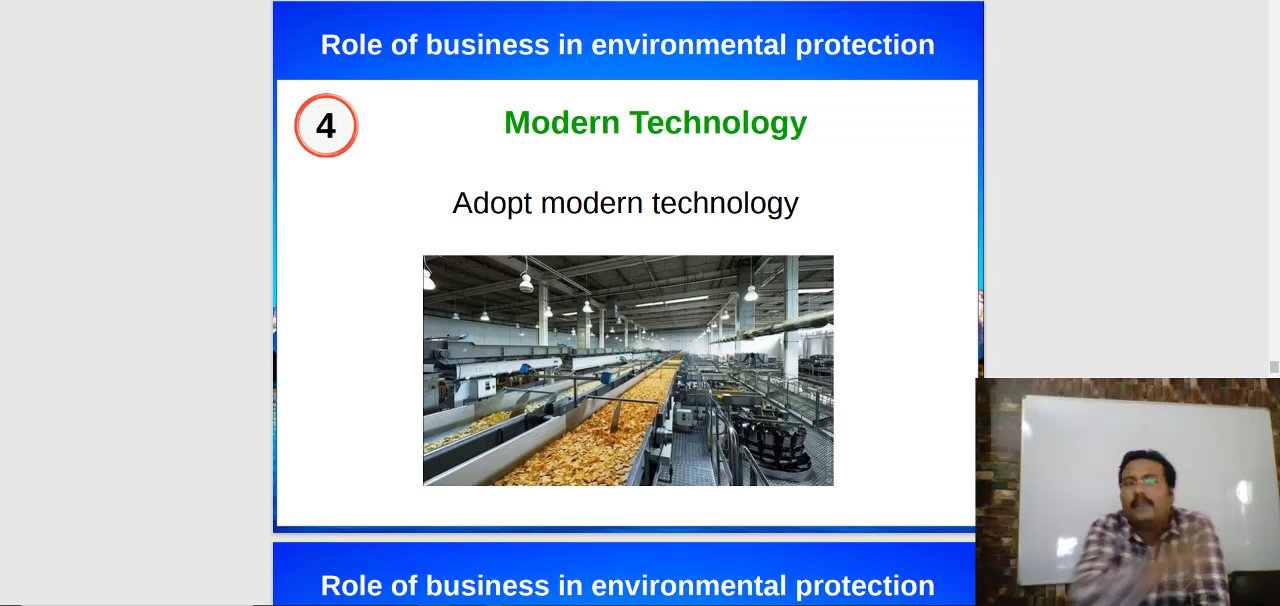 Role of business in environmental protection
4
Modern Technology
Adopt modern technology
Role of business in environmental protection